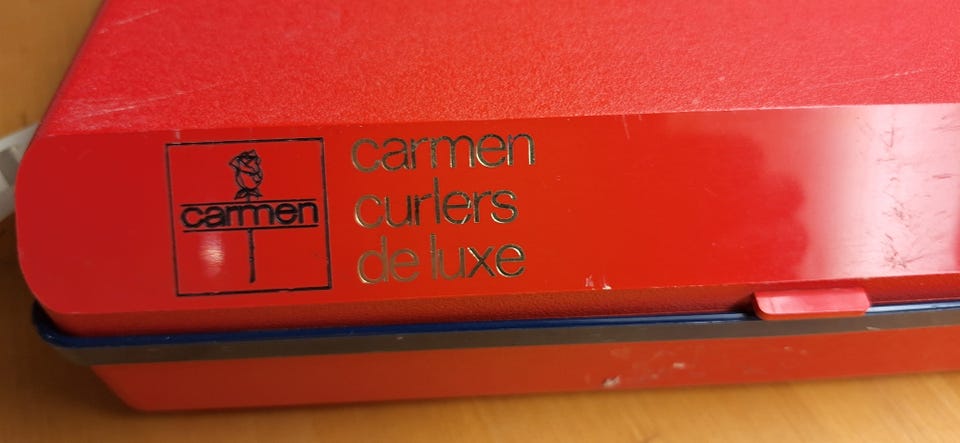 carmen
carmen
curlers
de luxe